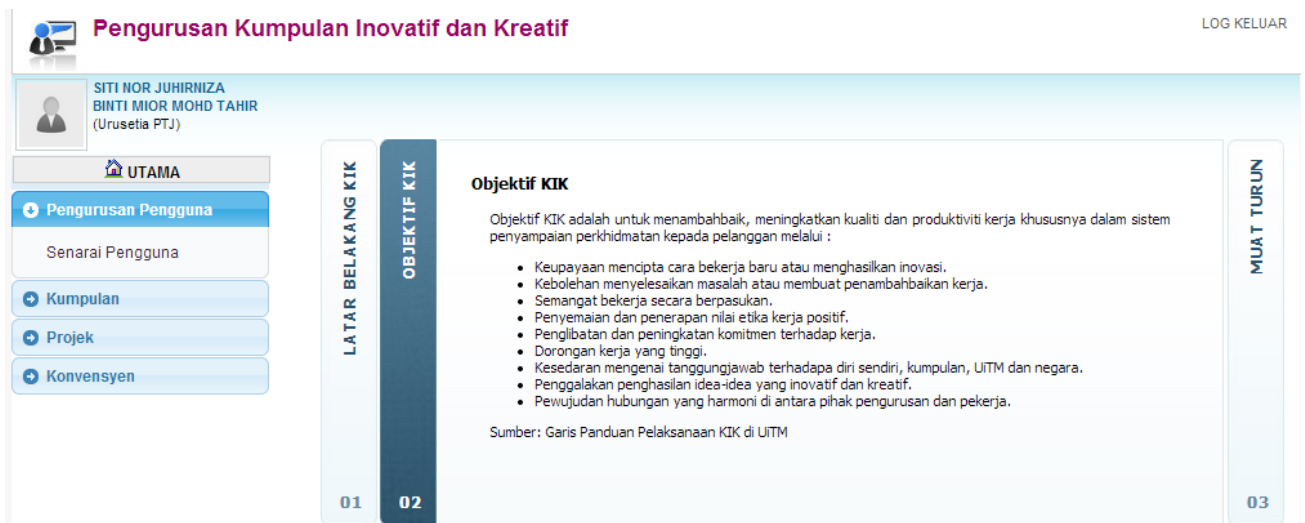 Pengurusan Kumpulan Inovatif dan Kreatif
LOG KELUAR
SITI NOR JUHIRNIZA
BINTI MIOR MOHD TAHIR
(Urusetia PTJ)
UTAMA
Pengurusan Pengguna
Senarai Pengguna
Kumpulan
Projek
Konvensyen
LATAR BELAKANG KIK
01
OBJEKTIF KIK
02
Objektif KIK
Objektif KIK adalah untuk menambahbaik, meningkatkan kualiti dan produktiviti kerja khususnya dalam sistem
penyampaian perkhidmatan kepada pelanggan melalui :
• Keupayaan mencipta cara bekerja baru atau menghasilkan inovasi.
• Kebolehan menyelesaikan masalah atau membuat penambahbaikan kerja.
• Semangat bekerja secara berpasukan.
• Penyemaian dan penerapan nilai etika kerja positif.
• Penglibatan dan peningkatan komitmen terhadap kerja.
• Dorongan kerja yang tinggi.
• Kesedaran mengenai tanggungjawab terhadapa diri sendiri, kumpulan, UiTM dan negara.
• Penggalakan penghasilan idea-idea yang inovatif dan kreatif.
• Pewujudan hubungan yang harmoni di antara pihak pengurusan dan pekerja.
Sumber: Garis Panduan Pelaksanaan KIK di UiTM
MUAT TURUN
03